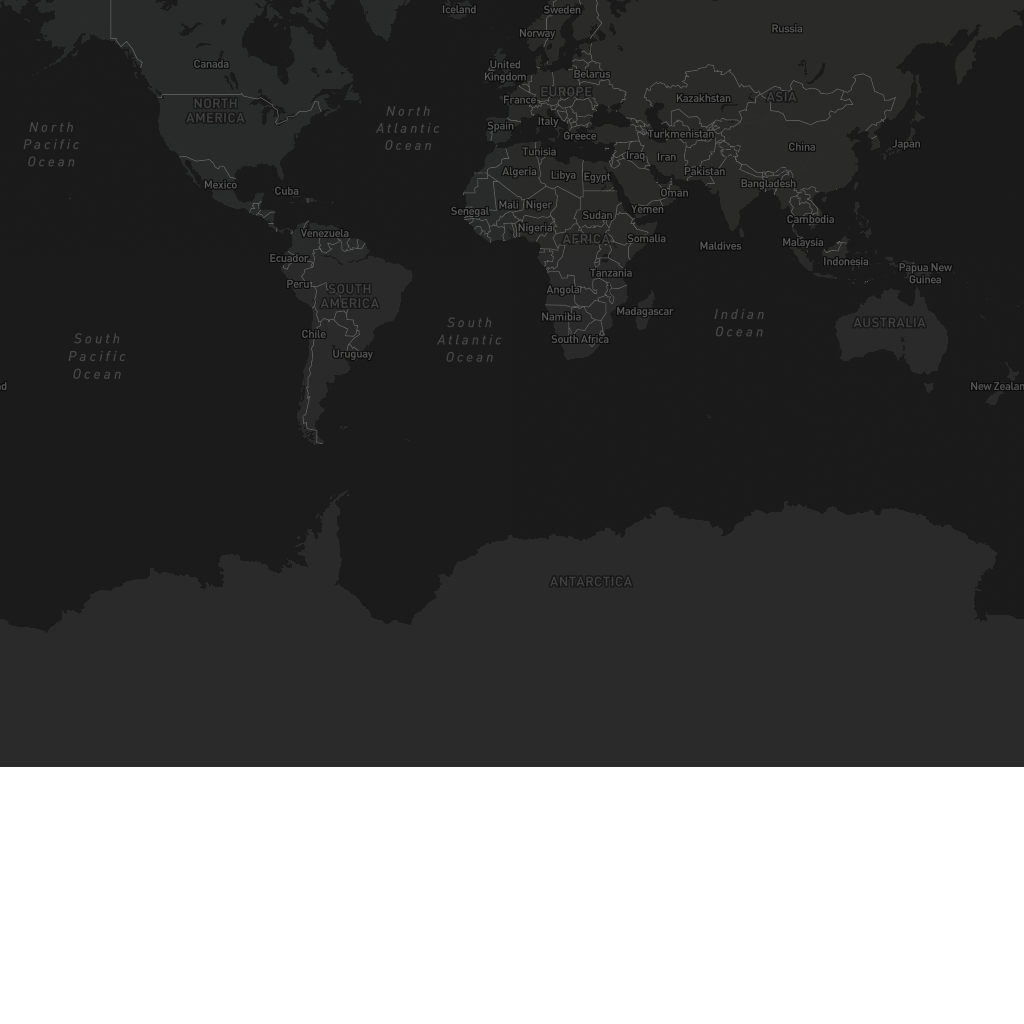 Iceland
Sweden
Norway
Russia
Canada
United
Kingdom
Belarus
EUROPE
France
Kazakhstan
ASIA
NORTH
AMERICA
North
Pacific
Ocean
North
Atlantic
Ocean
Spain
Italy
Greece
Turkmenistan
Japan
China
Tunisia
Iraq
Iran
Algeria
Libya
Egypt
Pakistan
Bangladesh
Mexico
Cuba
Oman
Mali
Niger
Senegal
Yemen
Sudan
Cambodia
Nigeria
Venezuela
AFRICA
Somalia
Maldives
Malaysia
Ecuador
Indonesia
Papua New
Guinea
Tanzania
Peru
SOUTH
AMERICA
Angola
Madagascar
Namibia
Indian
Ocean
AUSTRALIA
South
Atlantic
Ocean
Chile
South Africa
South
Pacific
Ocean
Uruguay
d
New Zealan
ANTARCTICA